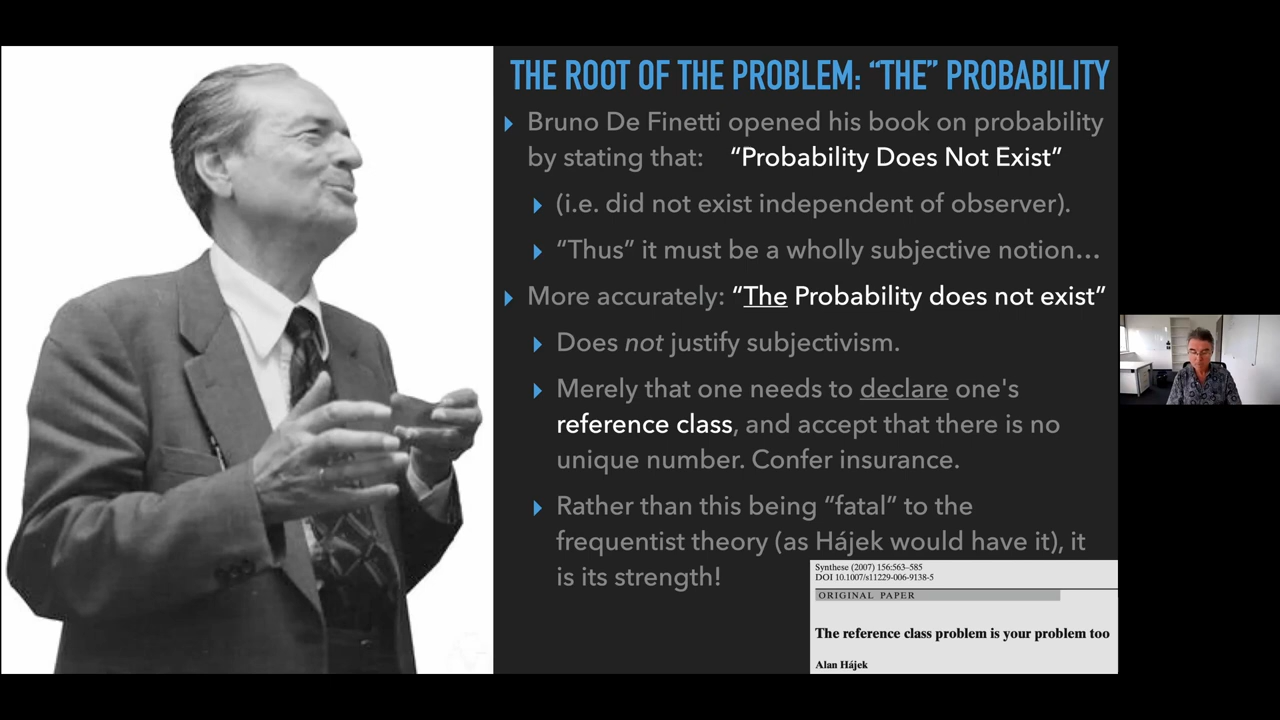 THE ROOT OF THE PROBLEM: “THE” PROBABILITY
Bruno De Finetti opened his book on probability
by stating that: “Probability Does Not Exist”
(i.e. did not exist independent of observer).
“Thus” it must be a wholly subjective notion…
More accurately: “The Probability does not exist”
Does not justify subjectivism.
Merely that one needs to declare one's
reference class, and accept that there is no
unique number. Confer insurance.
Rather than this being “fatal” to the
frequentist theory (as Hájek would have it), it
is its strength!
Synthese (2007) 156:563–585
DOI 10.1007/s11229-006-9138-5
ORIGINAL PAPER
The reference class problem is your problem too
Alan Hájek